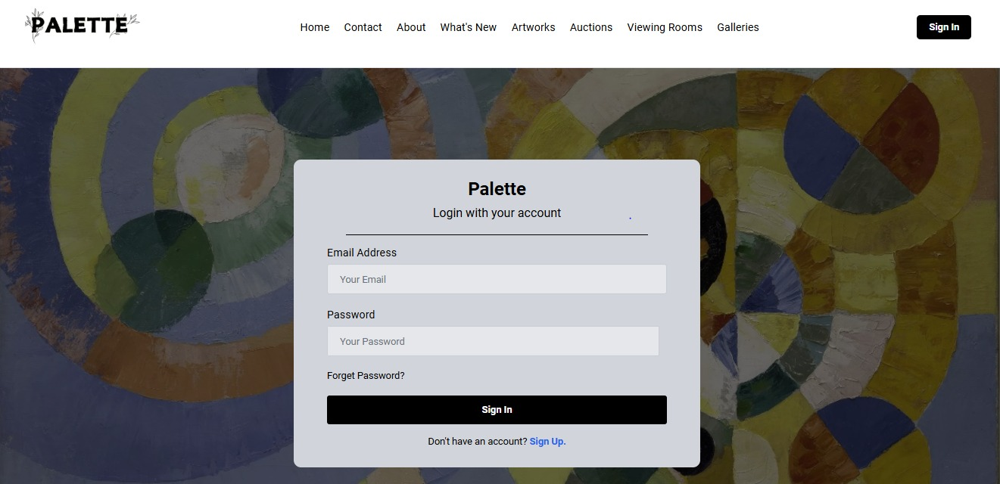 PALETTE
Home Contact About What's New Artworks Auctions Viewing Rooms Galleries
Sign In
Palette
Login with your account
Email Address
Your Email
Password
Your Password
Forget Password?
Sign In
Don't have an account? Sign Up.